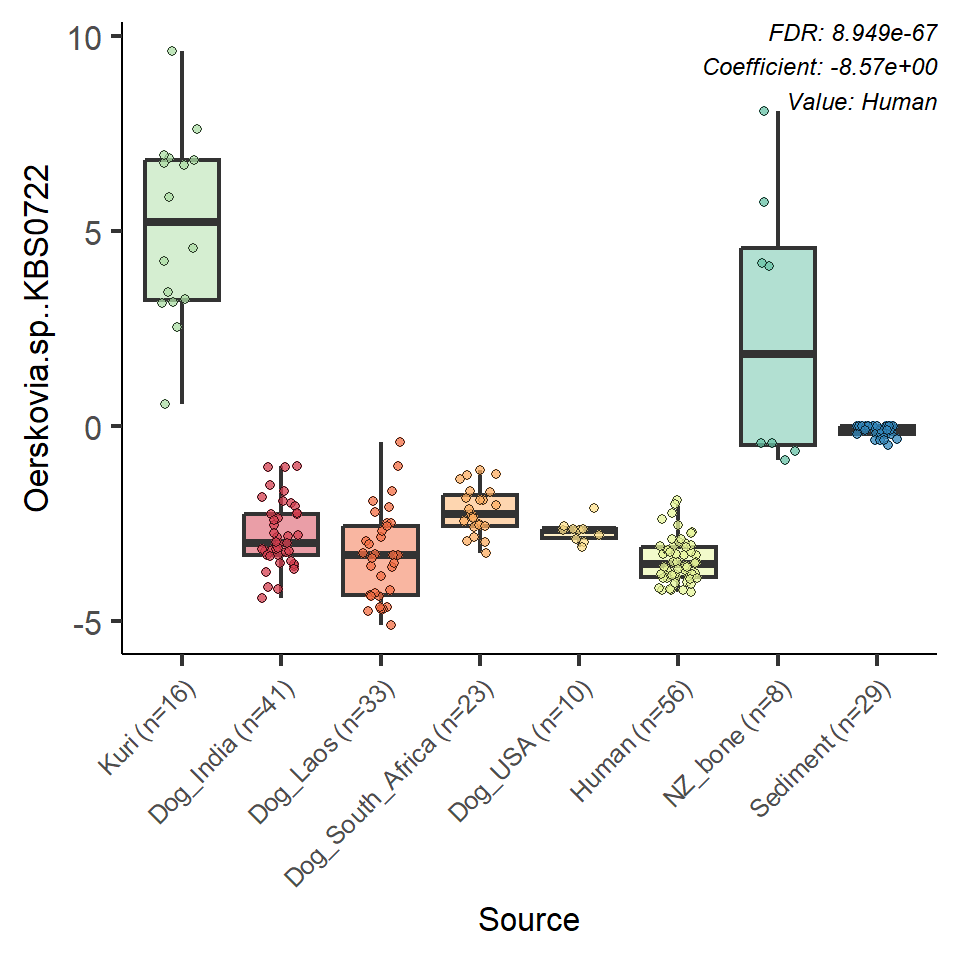 FDR: 8.949e-67
Coefficient: -8.57e+00
Value: Human
Oerskovia.sp..KBS0722
10
5
0
-5
Kuri (n=16)
Dog_India (n=41)
Dog_Laos (n=33)
Dog_South_Africa (n=23)
Dog_USA (n=10)
Human (n=56)
NZ_bone (n=8)
Sediment (n=29)
Source